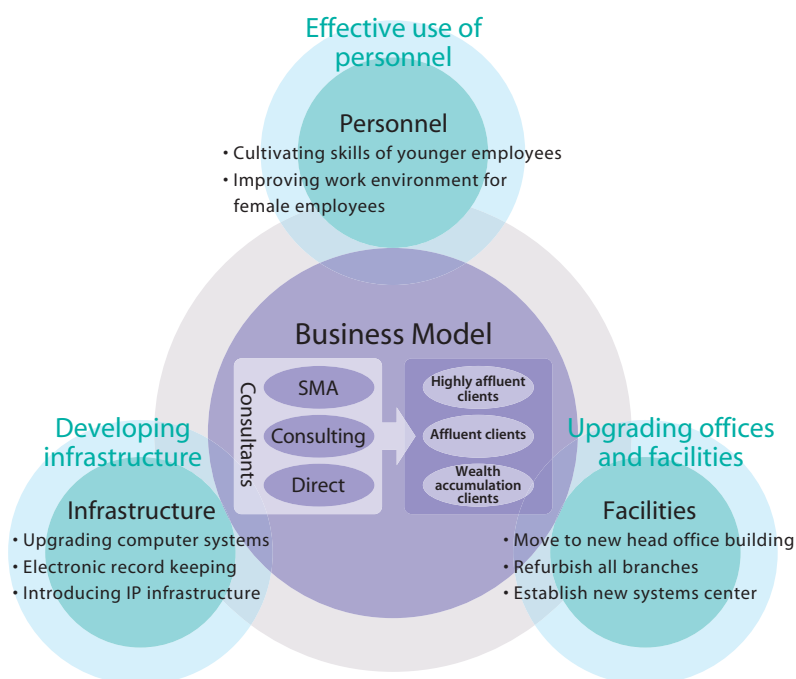 Effective use of
personnel
Personnel
• Cultivating skills of younger employees
• Improving work environment for
female employees
Business Model
Consultants
SMA
Consulting
Direct
Highly affluent
clients
Affluent clients
Wealth
accumulation
clients
Developing
infrastructure
Infrastructure
• Upgrading computer systems
• Electronic record keeping
• Introducing IP infrastructure
Upgrading offices
and facilities
Facilities
• Move to new head office building
• Refurbish all branches
• Establish new systems center